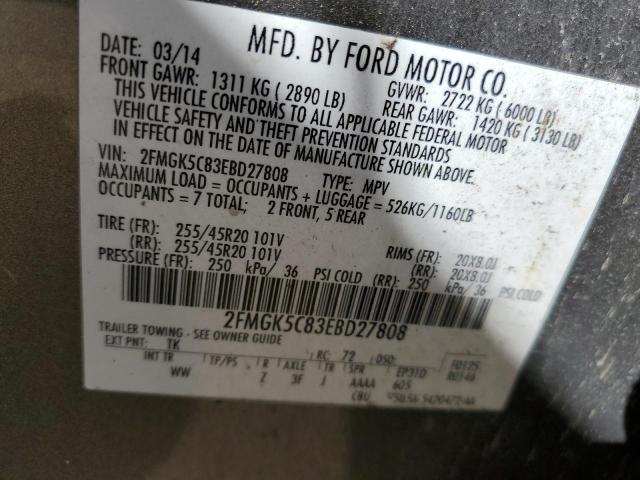 DATE: 03/14
MFD. BY FORD MOTOR CO.
FRONT GAWR: 1311 KG ( 2890 LB)
GVWR: 2722 KG ( 6000 LB)
REAR GAWR: 1420 KG ( 3130 LB)
THIS VEHICLE CONFORMS TO ALL APPLICABLE FEDERAL MOTOR
VEHICLE SAFETY AND THEFT PREVENTION STANDARDS
IN EFFECT ON THE DATE OF MANUFACTURE SHOWN ABOVE.
VIN: 2FMGK5C83EBD27808 TYPE: MPV
MAXIMUM LOAD = OCCUPANTS + LUGGAGE = 526KG/1160LB
OCCUPANTS = 7 TOTAL; 2 FRONT, 5 REAR
TIRE (FR): 255/45R20 101V RIMS (FR): 20X8.0J
(RR): 255/45R20 101V (RR): 20X8.0J
PRESSURE (FR): 250 kPa/ 36 PSI COLD (RR): 250 kPa/ 36 PSI COLD
2FMGK5C83EBD27808
TRAILER TOWING - SEE OWNER GUIDE
EXT PNT: TK RC: 72 DSO: F0125
INT TR TP/PS R AXLE TR SPR EP31D B0146
WW Z 3F J AAAA 605
CBU